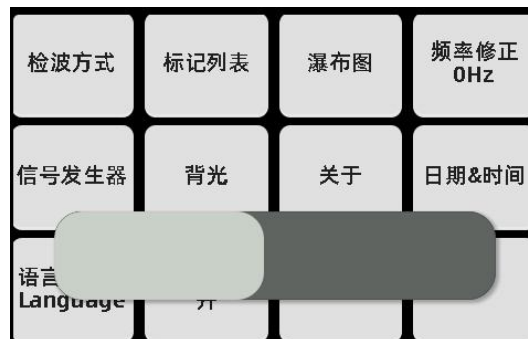 检波方式
标记列表
瀑布图
频率修正
0Hz
信号发生器
背光
关于
日期&时间
语言
Language